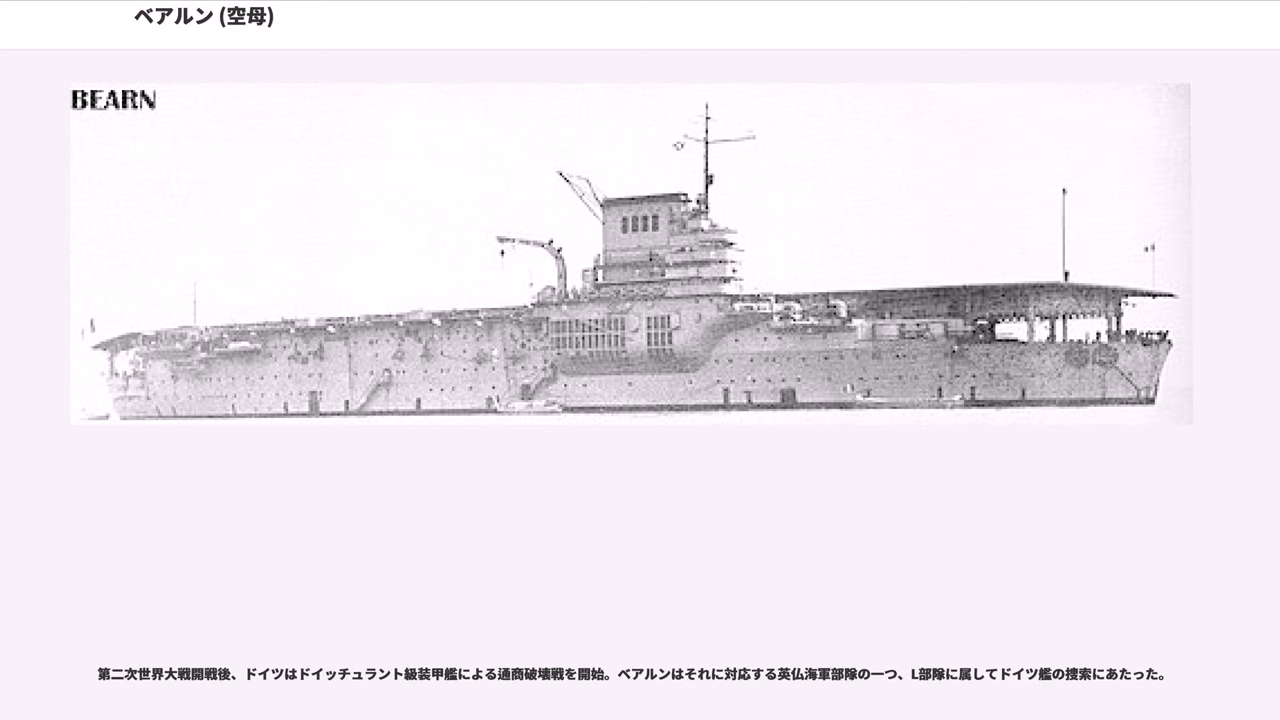 ベアルン (空母)
BEARN
第二次世界大戦開戦後、ドイツはドイッチュラント級装甲艦による通商破壊戦を開始。ベアルンはそれに対応する英仏海軍部隊の一つ、L部隊に属してドイツ艦の捜索にあたった。